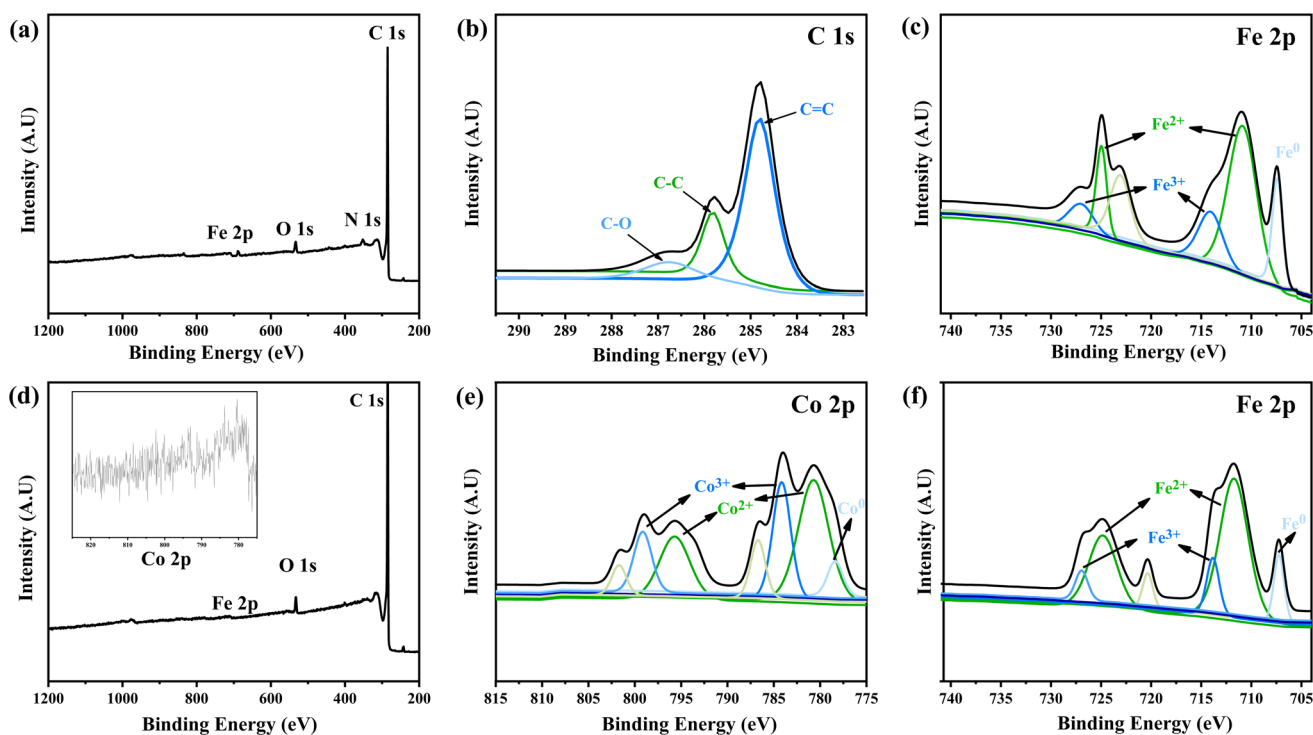 (a)
C 1s
Fe 2p
O 1s
N 1s
Intensity (A.U)
1200 1000 800 600 400 200
Binding Energy (eV)
(b)
C 1s
C=C
C-C
C-O
Intensity (A.U)
290 289 288 287 286 285 284 283
Binding Energy (eV)
(c)
Fe 2p
Fe2+
Fe3+
Fe0
Intensity (A.U)
740 735 730 725 720 715 710 705
Binding Energy (eV)
(d)
C 1s
820 810 800 790 780
Co 2p
O 1s
Fe 2p
Intensity (A.U)
1200 1000 800 600 400 200
Binding Energy (eV)
(e)
Co 2p
Co3+
Co2+
Co0
Intensity (A.U)
815 810 805 800 795 790 785 780 775
Binding Energy (eV)
(f)
Fe 2p
Fe2+
Fe3+
Fe0
Intensity (A.U)
740 735 730 725 720 715 710 705
Binding Energy (eV)